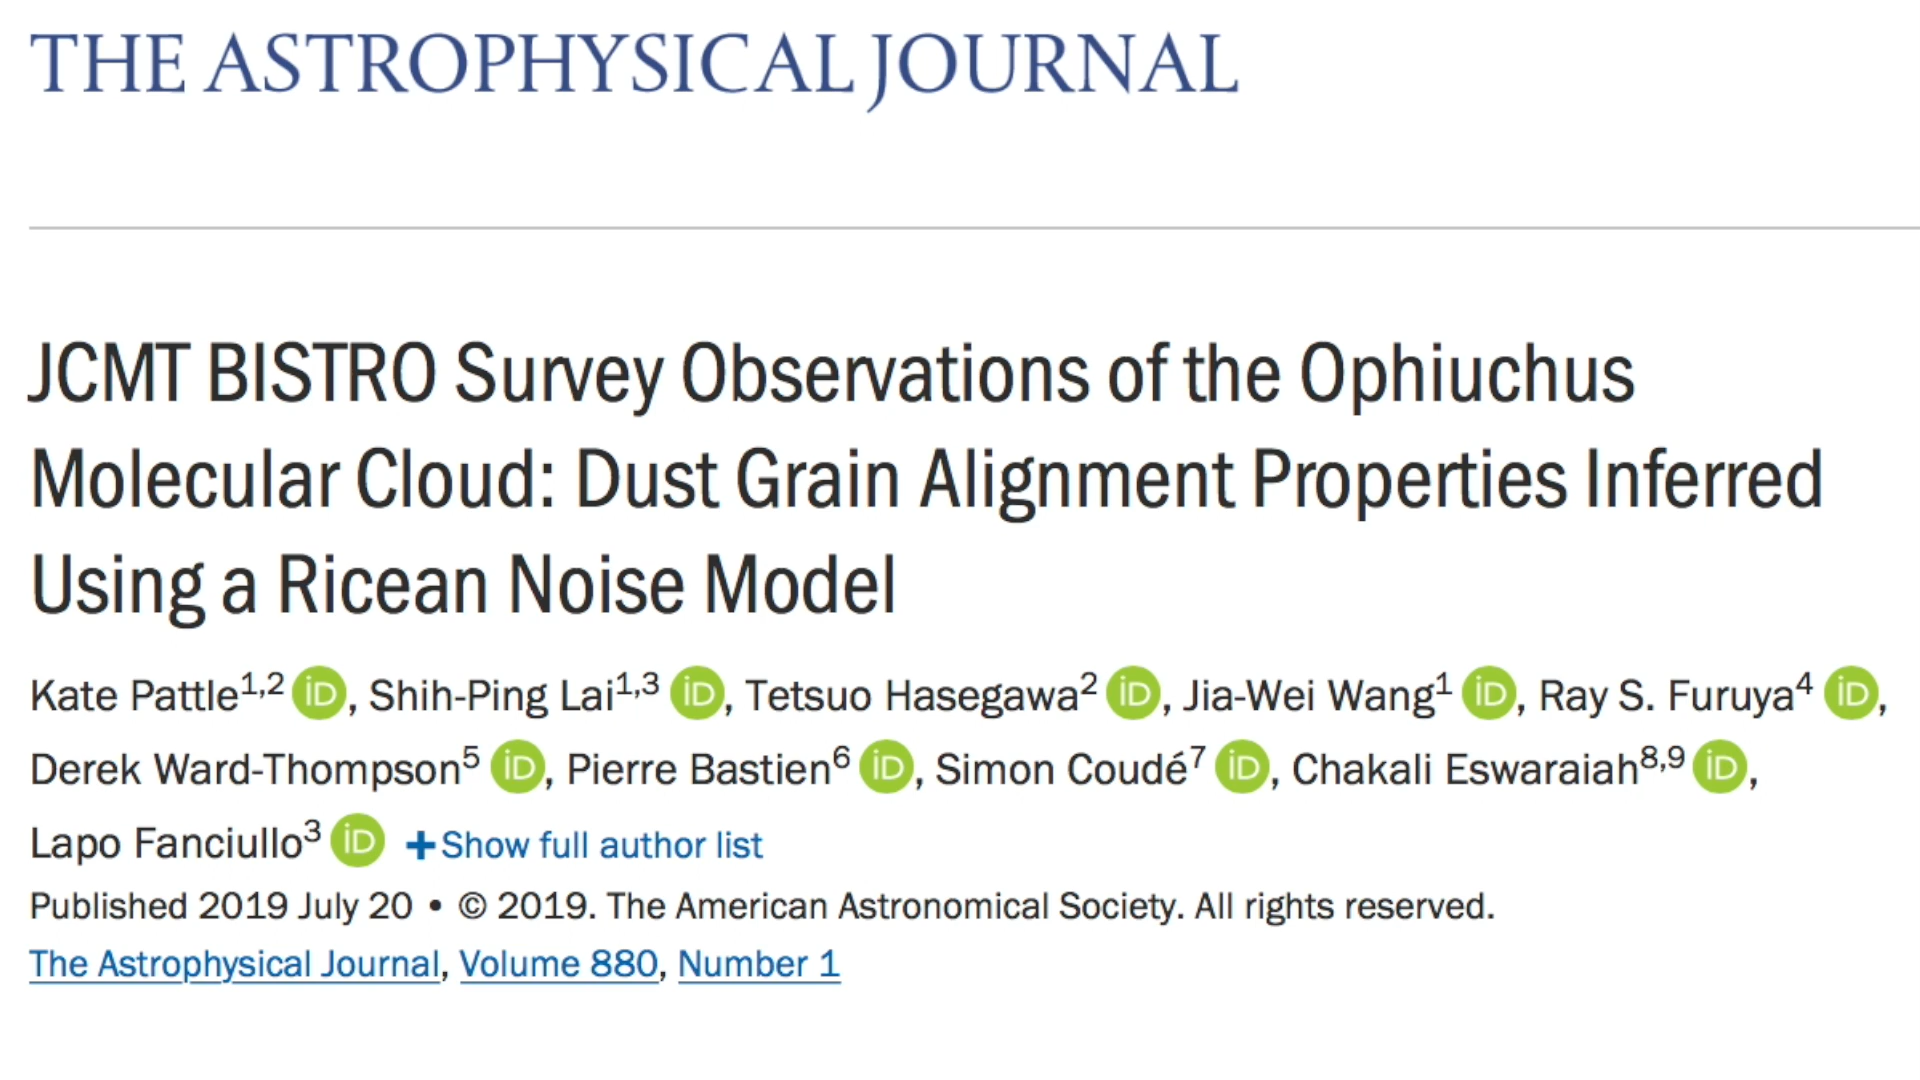 THE ASTROPHYSICAL JOURNAL
JCMT BISTRO Survey Observations of the Ophiuchus
Molecular Cloud: Dust Grain Alignment Properties Inferred
Using a Ricean Noise Model
Kate Pattle1,2 iD, Shih-Ping Lai1,3 iD, Tetsuo Hasegawa2 iD, Jia-Wei Wang1 iD, Ray S. Furuya4 iD,
Derek Ward-Thompson5 iD, Pierre Bastien6 iD, Simon Coudé7 iD, Chakali Eswaraiah8,9 iD,
Lapo Fanciullo3 iD +Show full author list
Published 2019 July 20 • © 2019. The American Astronomical Society. All rights reserved.
The Astrophysical Journal, Volume 880, Number 1